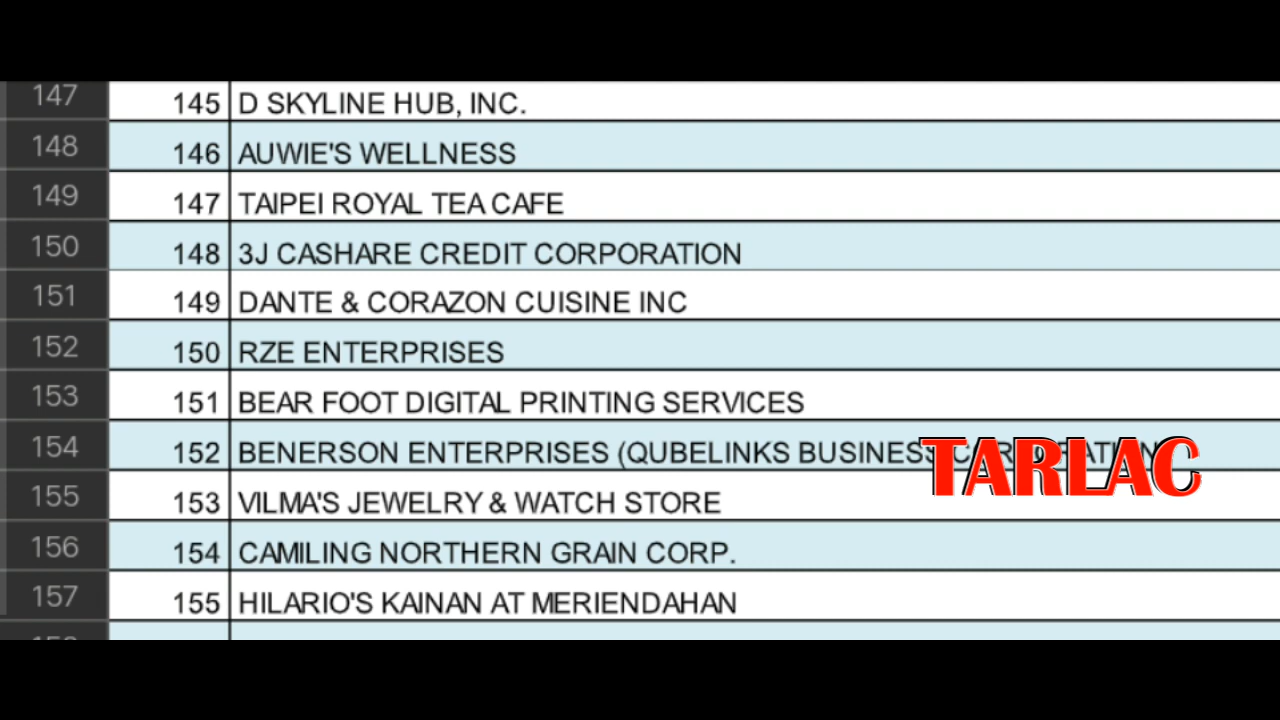 147 145 D SKYLINE HUB, INC.
148 146 AUWIE'S WELLNESS
149 147 TAIPEI ROYAL TEA CAFE
150 148 3J CASHARE CREDIT CORPORATION
151 149 DANTE & CORAZON CUISINE INC
152 150 RZE ENTERPRISES
153 151 BEAR FOOT DIGITAL PRINTING SERVICES
154 152 BENERSON ENTERPRISES (QUBELINKS BUSINESS
TARLAC
155 153 VILMA'S JEWELRY & WATCH STORE
156 154 CAMILING NORTHERN GRAIN CORP.
157 155 HILARIO'S KAINAN AT MERIENDAHAN